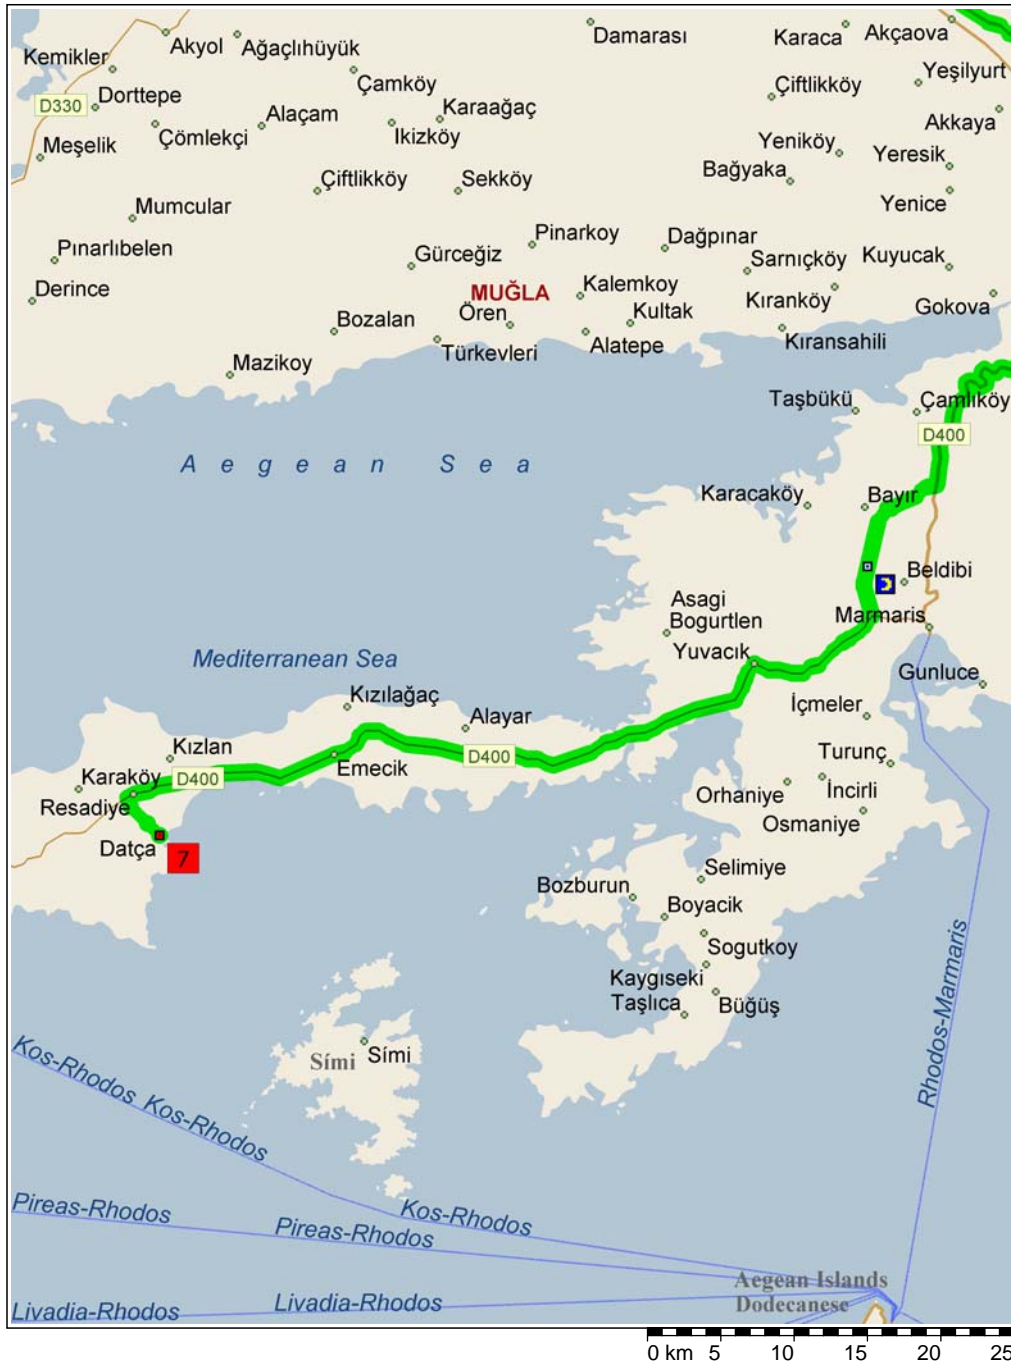 Akyol
Ağaçlıhüyük
Damarası
Karaca
Akçaova
Kemikler
Çamköy
Çiftlikköy
Yeşilyurt
D330
Dorttepe
Karaağaç
Çömlekçi
Alaçam
Ikizköy
Akkaya
Meşelik
Yeniköy
Yeresik
Bağyaka
Çiftlikköy
Sekköy
Yenice
Mumcular
Pınarlıbelen
Pinarkoy
Dağpınar
Gürceğiz
Sarnıçköy
Kuyucak
Derince
MUĞLA
Kalemkoy
Kıranköy
Gokova
Ören
Kultak
Bozalan
Türkevleri
Alatepe
Kıransahili
Mazikoy
Taşbükü
Çamlıköy
D400
Aegean Sea
Karacaköy
Bayır
Beldibi
Asagi
Bogurtlen
Marmaris
Yuvacık
Mediterranean Sea
Gunluce
Kızılağaç
İçmeler
Alayar
Kızlan
D400
Turunç
Karaköy
D400
Emecik
Orhaniye
İncirli
Resadiye
Osmaniye
Datça
7
Selimiye
Bozburun
Boyacik
Sogutkoy
Kaygıseki
Taşlıca
Büğüş
Rhodos-Marmaris
Sími
Sími
Kos-Rhodos
Kos-Rhodos
Kos-Rhodos
Pireas-Rhodos
Pireas-Rhodos
Aegean Islands
Dodecanese
Livadia-Rhodos
Livadia-Rhodos
0 km 5 10 15 20 25